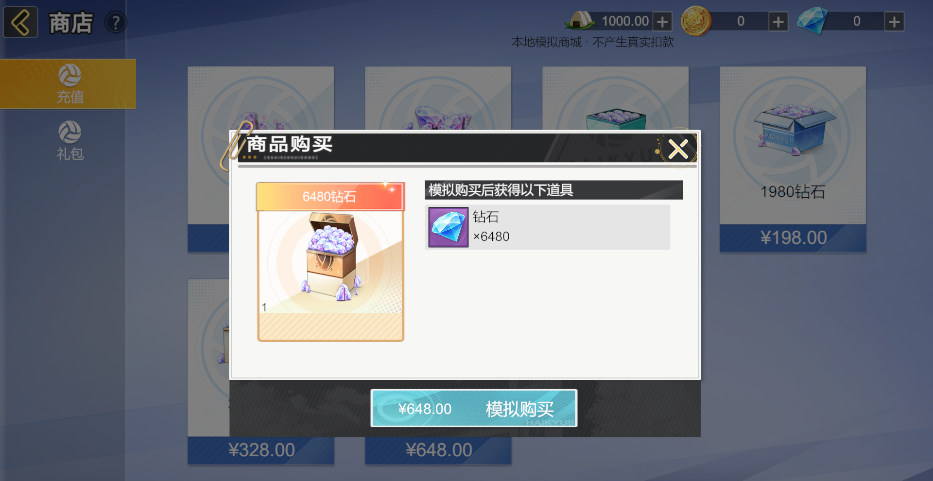 商店 ?
1000.00
0
0
本地模拟商城 · 不产生真实扣款
充值
礼包
商品购买
6480钻石
1
模拟购买后获得以下道具
钻石
×6480
¥648.00 模拟购买
1980钻石
¥198.00
¥328.00
¥648.00